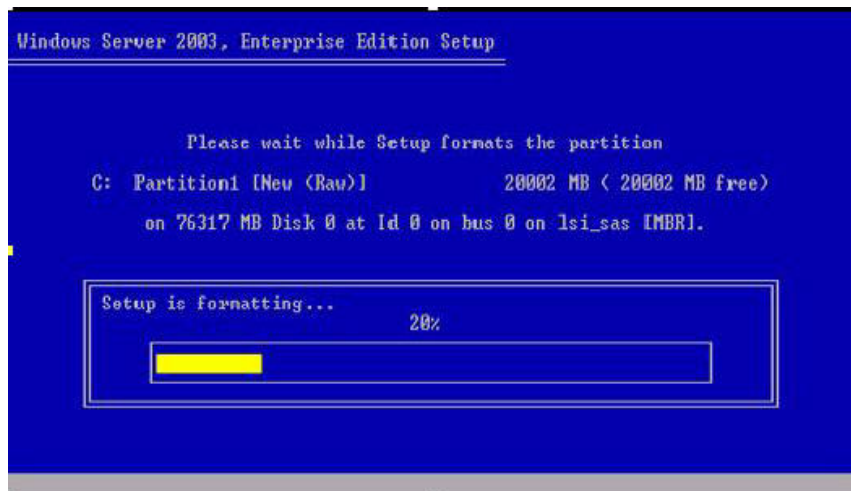 Windows Server 2003, Enterprise Edition Setup
Please wait while Setup formats the partition
C: Partition1 [New (Raw)] 20002 MB ( 20002 MB free)
on 76317 MB Disk 0 at Id 0 on bus 0 on lsi_sas [MBR].
Setup is formatting...
20%